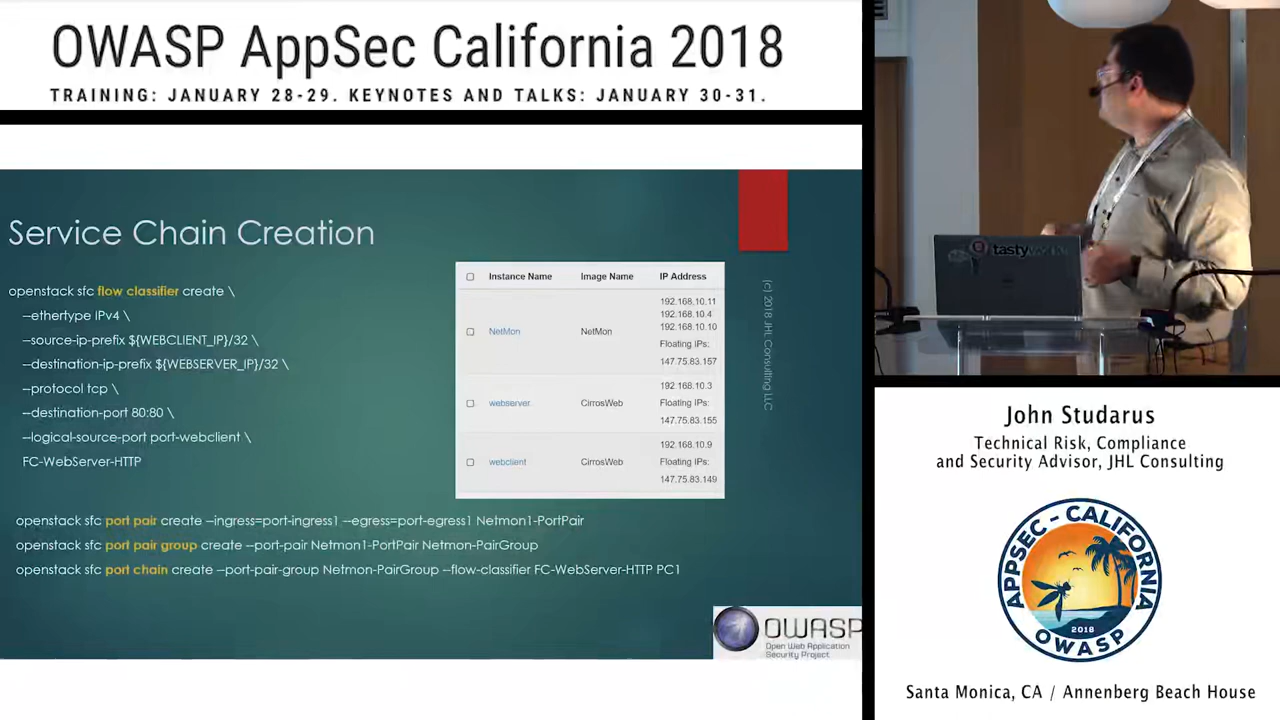 OWASP AppSec California 2018
TRAINING: JANUARY 28-29. KEYNOTES AND TALKS: JANUARY 30-31.
Service Chain Creation
openstack sfc flow classifier create \
--ethertype IPv4 \
--source-ip-prefix ${WEBCLIENT_IP}/32 \
--destination-ip-prefix ${WEBSERVER_IP}/32 \
--protocol tcp \
--destination-port 80:80 \
--logical-source-port port-webclient \
FC-WebServer-HTTP
Instance Name Image Name IP Address
192.168.10.11
192.168.10.4
NetMon NetMon 192.168.10.10
Floating IPs:
147.75.83.157
192.168.10.3
webserver CirrosWeb Floating IPs:
147.75.83.155
192.168.10.9
webclient CirrosWeb Floating IPs:
147.75.83.149
(c) 2018 JHL Consulting LLC
openstack sfc port pair create --ingress=port-ingress1 --egress=port-egress1 Netmon1-PortPair
openstack sfc port pair group create --port-pair Netmon1-PortPair Netmon-PairGroup
openstack sfc port chain create --port-pair-group Netmon-PairGroup --flow-classifier FC-WebServer-HTTP PC1
OWASP
Open Web Application
Security Project
tasty
John Studarus
Technical Risk, Compliance
and Security Advisor, JHL Consulting
APPSEC - CALIFORNIA
2018
OWASP
Santa Monica, CA / Annenberg Beach House